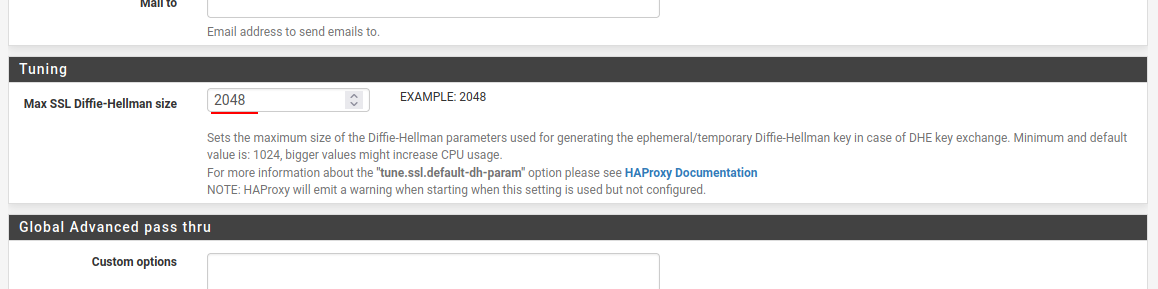 Mail to
Email address to send emails to.
Tuning
Max SSL Diffie-Hellman size
2048
EXAMPLE: 2048
Sets the maximum size of the Diffie-Hellman parameters used for generating the ephemeral/temporary Diffie-Hellman key in case of DHE key exchange. Minimum and default
value is: 1024, bigger values might increase CPU usage.
For more information about the "tune.ssl.default-dh-param" option please see HAProxy Documentation
NOTE: HAProxy will emit a warning when starting when this setting is used but not configured.
Global Advanced pass thru
Custom options